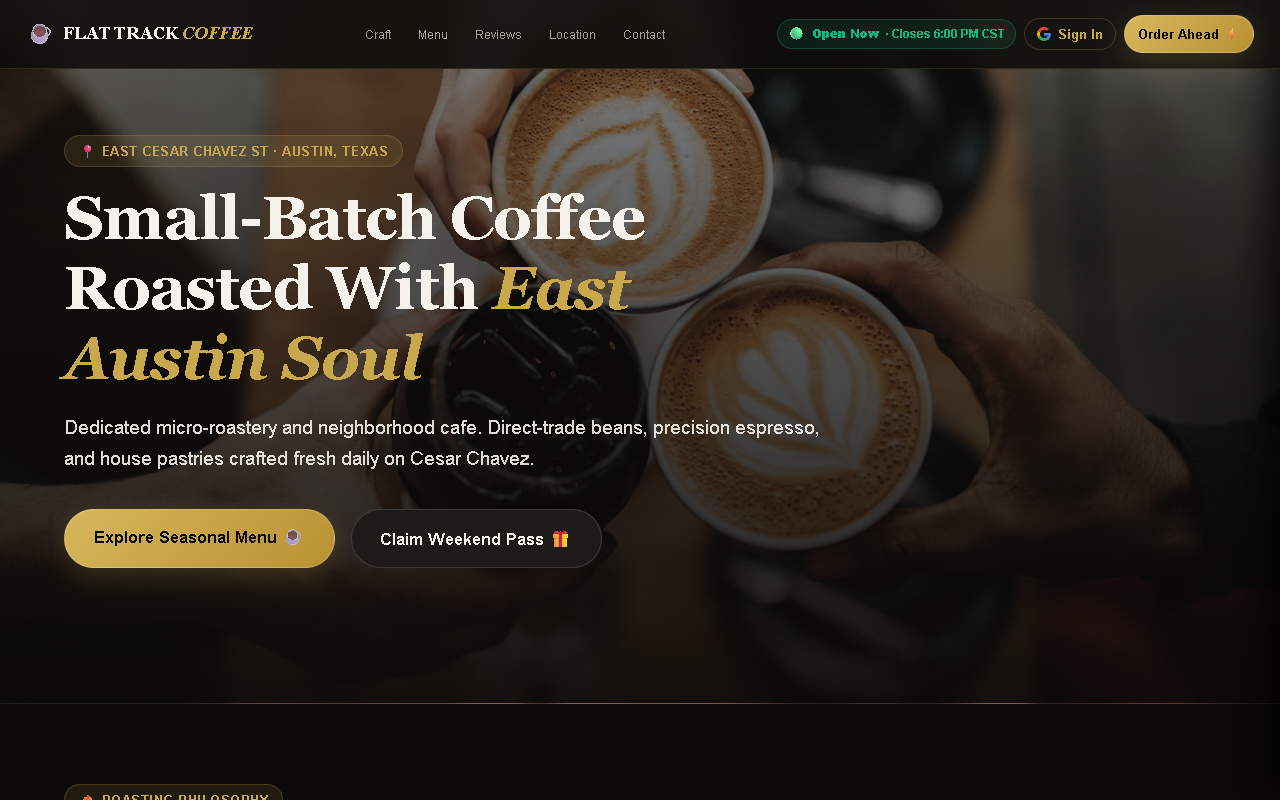 FLAT TRACK COFFEE
Craft
Menu
Reviews
Location
Contact
Open Now · Closes 6:00 PM CST
Sign In
Order Ahead
EAST CESAR CHAVEZ ST · AUSTIN, TEXAS
Small-Batch Coffee
Roasted With East
Austin Soul
Dedicated micro-roastery and neighborhood cafe. Direct-trade beans, precision espresso,
and house pastries crafted fresh daily on Cesar Chavez.
Explore Seasonal Menu
Claim Weekend Pass
ROASTING PHILOSOPHY